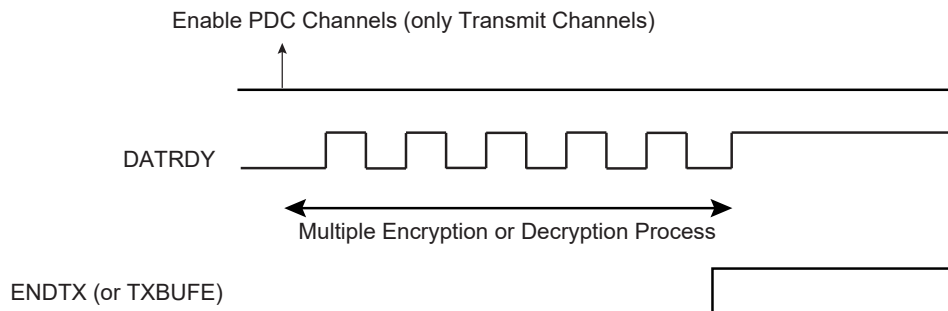 Enable PDC Channels (only Transmit Channels)
DATRDY
Multiple Encryption or Decryption Process
ENDTX (or TXBUFE)